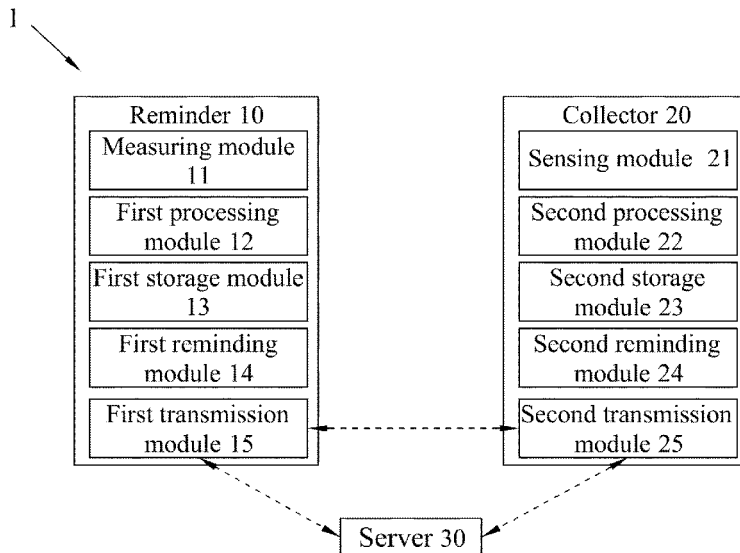 1
Reminder 10
Measuring module
11
First processing
module 12
First storage module
13
First reminding
module 14
First transmission
module 15
Collector 20
Sensing module 21
Second processing
module 22
Second storage
module 23
Second reminding
module 24
Second transmission
module 25
Server 30